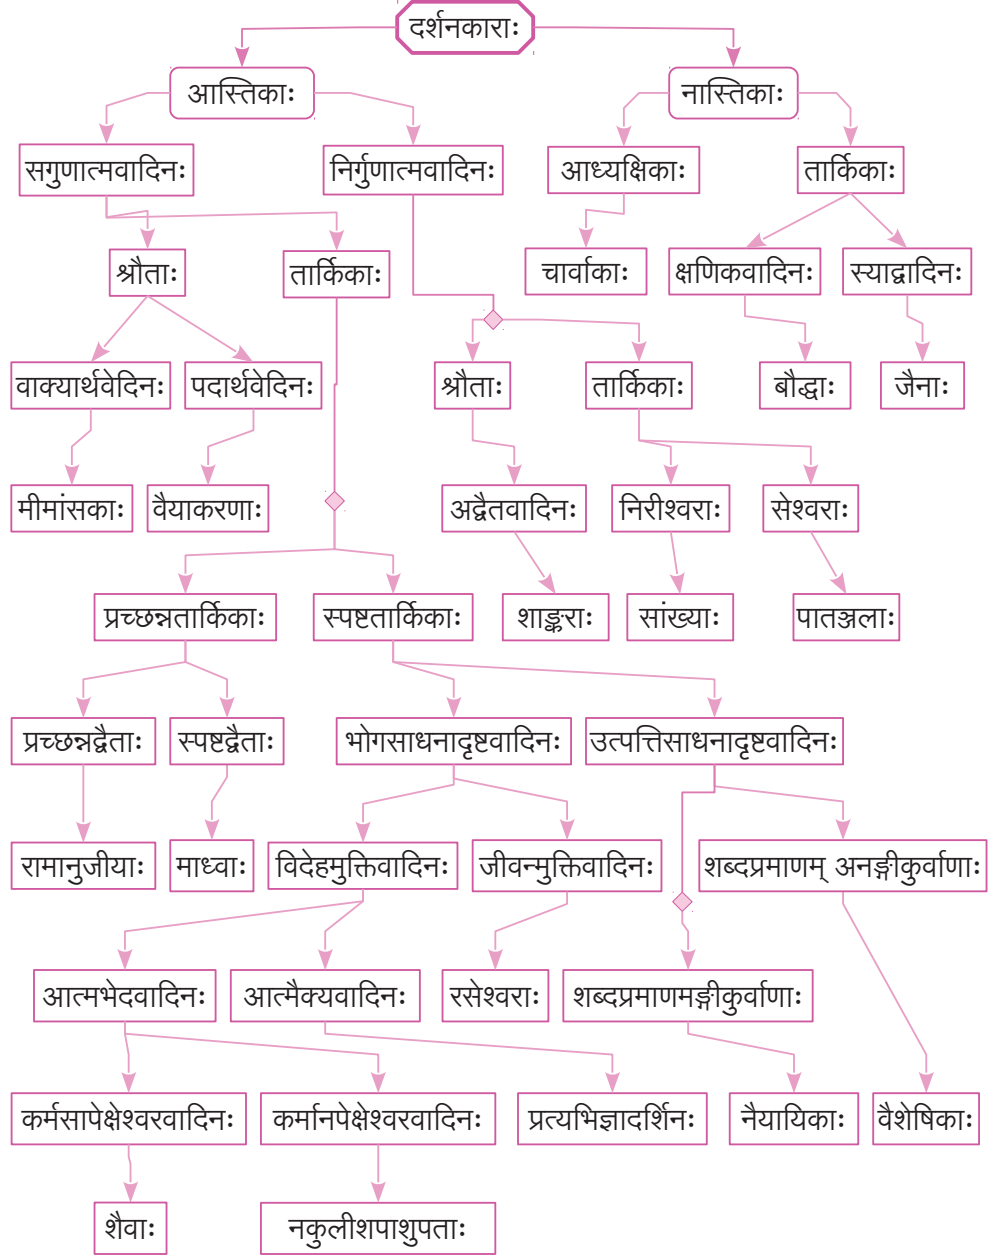 दर्शनकाराः
आस्तिकाः
नास्तिकाः
सगुणात्मवादिनः
निर्गुणात्मवादिनः
आध्यक्षिकाः
तार्किकाः
श्रौताः
तार्किकाः
चार्वाकाः
क्षणिकवादिनः
स्याद्वादिनः
वाक्यार्थवेदिनः
पदार्थवेदिनः
श्रौताः
तार्किकाः
बौद्धाः
जैनाः
मीमांसकाः
वैयाकरणाः
अद्वैतवादिनः
निरीश्वराः
सेश्वराः
प्रच्छन्नतार्किकाः
स्पष्टतार्किकाः
शाङ्कराः
सांख्याः
पातञ्जलाः
प्रच्छन्नद्वैताः
स्पष्टद्वैताः
भोगसाधनादृष्टवादिनः
उत्पत्तिसाधनादृष्टवादिनः
रामानुजीयाः
माध्वाः
विदेहमुक्तिवादिनः
जीवन्मुक्तिवादिनः
शब्दप्रमाणम् अनङ्गीकुर्वाणाः
आत्मभेदवादिनः
आत्मैक्यवादिनः
रसेश्वराः
शब्दप्रमाणमङ्गीकुर्वाणाः
कर्मसापेक्षेश्वरवादिनः
कर्मानपेक्षेश्वरवादिनः
प्रत्यभिज्ञादर्शिनः
नैयायिकाः
वैशेषिकाः
शैवाः
नकुलीशपाशुपताः